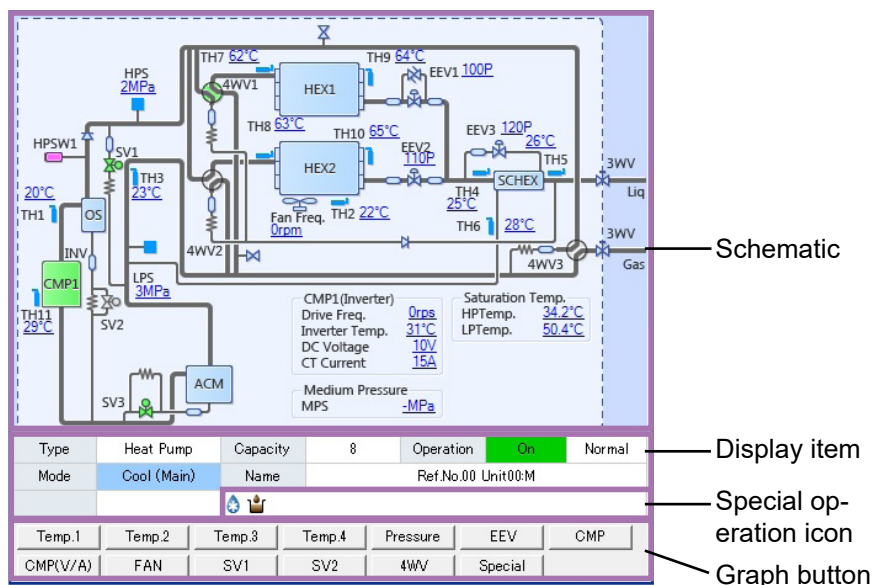 TH7 62°C
TH9 64°C
HPS
2MPa
4WV1
HEX1
EEV1 100P
TH8 63°C
TH10 65°C
EEV2
110P
EEV3 120P
26°C
HPSW1
SV1
TH3
23°C
HEX2
TH5
3WV
SCHEX
Liq
20°C
TH1
OS
Fan Freq.
0rpm
TH2 22°C
TH4
25°C
TH6 28°C
3WV
INV
4WV2
4WV3
Gas
Schematic
CMP1
LPS
3MPa
TH11
29°C
SV2
CMP1(Inverter)
Drive Freq. 0rps
Inverter Temp. 31°C
DC Voltage 10V
CT Current 15A
Saturation Temp.
HPTemp. 34.2°C
LPTemp. 50.4°C
ACM
SV3
Medium Pressure
MPS -MPa
Type Heat Pump Capacity 8 Operation On Normal
Display item
Mode Cool (Main) Name Ref.No.00 Unit00:M
Special op-
eration icon
Temp.1 Temp.2 Temp.3 Temp.4 Pressure EEV CMP
CMP(V/A) FAN SV1 SV2 4WV Special
Graph button